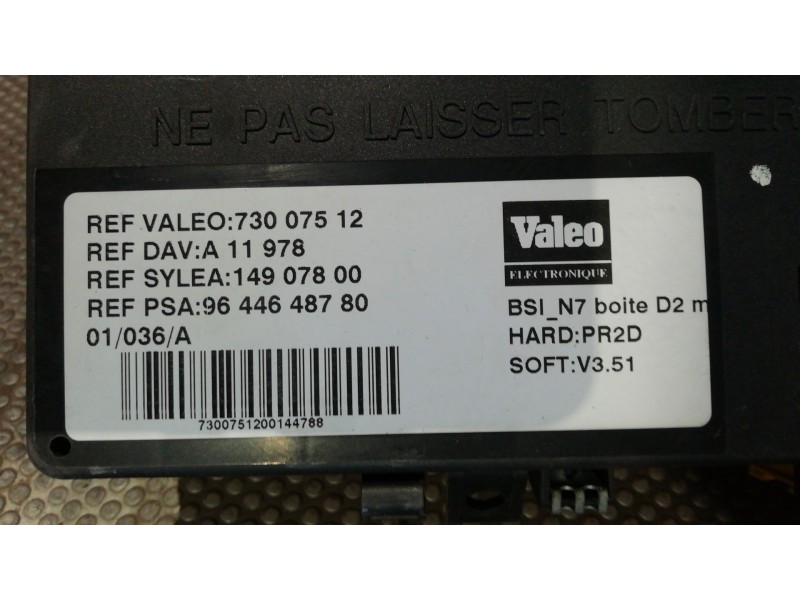 NE PAS LAISSER TOMBER
REF VALEO:730 075 12
REF DAV:A 11 978
REF SYLEA:149 078 00
REF PSA:96 446 487 80
01/036/A
7300751200144788
Valeo
ELECTRONIQUE
BSI_N7 boite D2 m
HARD:PR2D
SOFT:V3.51